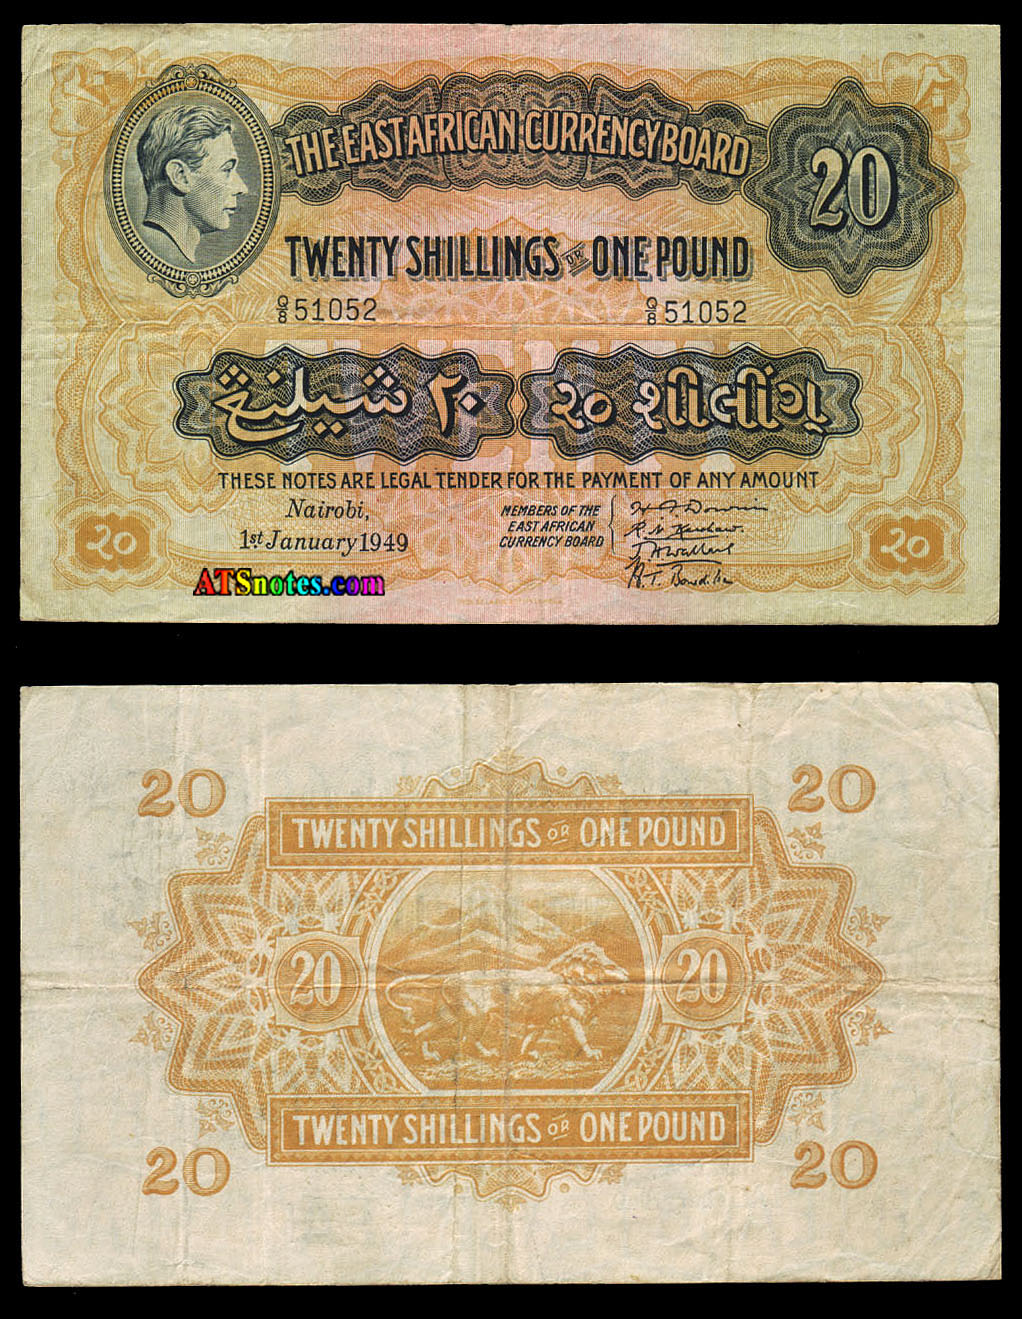 THE EAST AFRICAN CURRENCY BOARD
20
TWENTY SHILLINGS OR ONE POUND
Q/8 51052
Q/8 51052
٢٠ شيلينڠ
૨૦ શીલીંગ
THESE NOTES ARE LEGAL TENDER FOR THE PAYMENT OF ANY AMOUNT
Nairobi,
1st January 1949
MEMBERS OF THE
EAST AFRICAN
CURRENCY BOARD
૨૦
૨૦
ATSnotes.com
20
20
TWENTY SHILLINGS OR ONE POUND
20
20
TWENTY SHILLINGS OR ONE POUND
20
20